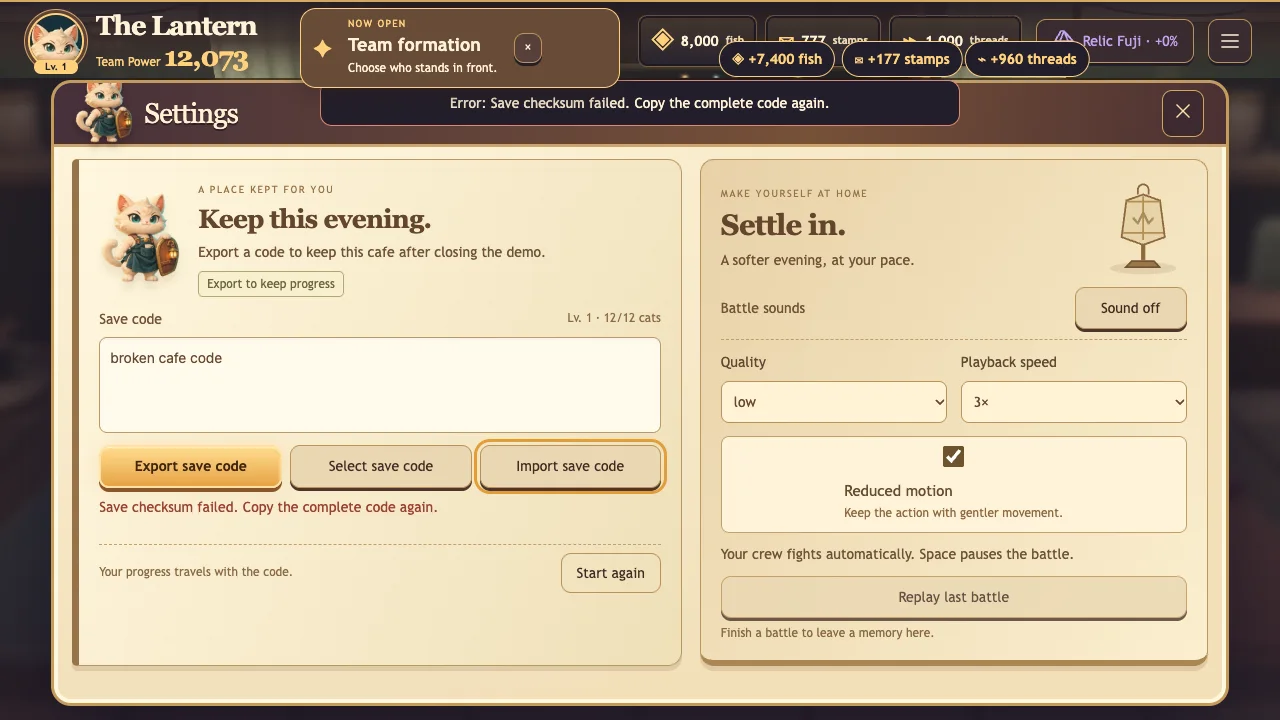 The Lantern
Team Power 12,073
Lv. 1
NOW OPEN
Team formation
Choose who stands in front.
×
8,000 fish
777 stamps
1,000 threads
Relic Fuji · +0%
+7,400 fish
+177 stamps
+960 threads
Error: Save checksum failed. Copy the complete code again.
Settings
A PLACE KEPT FOR YOU
Keep this evening.
Export a code to keep this cafe after closing the demo.
Export to keep progress
Save code
Lv. 1 · 12/12 cats
broken cafe code
Export save code
Select save code
Import save code
Save checksum failed. Copy the complete code again.
Your progress travels with the code.
Start again
MAKE YOURSELF AT HOME
Settle in.
A softer evening, at your pace.
Battle sounds
Sound off
Quality
Playback speed
low
3×
Reduced motion
Keep the action with gentler movement.
Your crew fights automatically. Space pauses the battle.
Replay last battle
Finish a battle to leave a memory here.